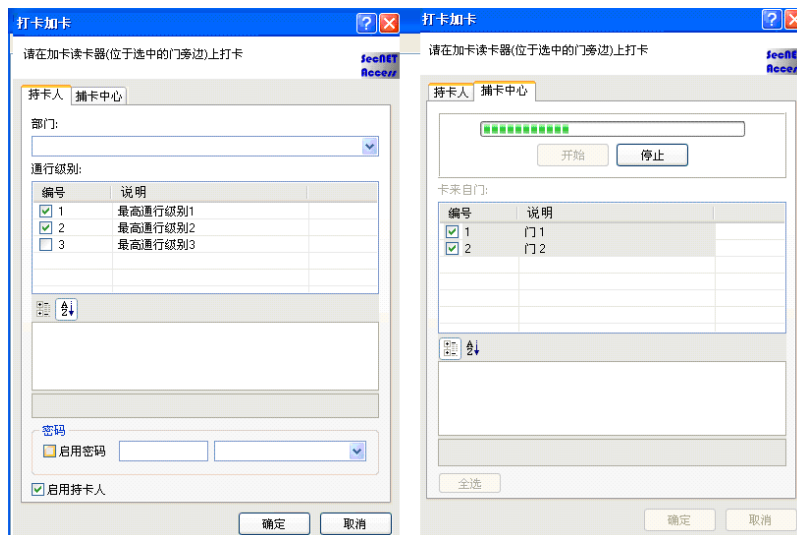 打卡加卡
请在加卡读卡器(位于选中的门旁边)上打卡
SecNET
Access
持卡人 捕卡中心
部门:
通行级别:
编号 说明
1 最高通行级别1
2 最高通行级别2
3 最高通行级别3
密码
启用密码
启用持卡人
确定 取消
打卡加卡
请在加卡读卡器(位于选中的门旁边)上打卡
SecNE
Acces
持卡人 捕卡中心
开始 停止
卡来自门:
编号 说明
1 门 1
2 门 2
全选
确定 取消